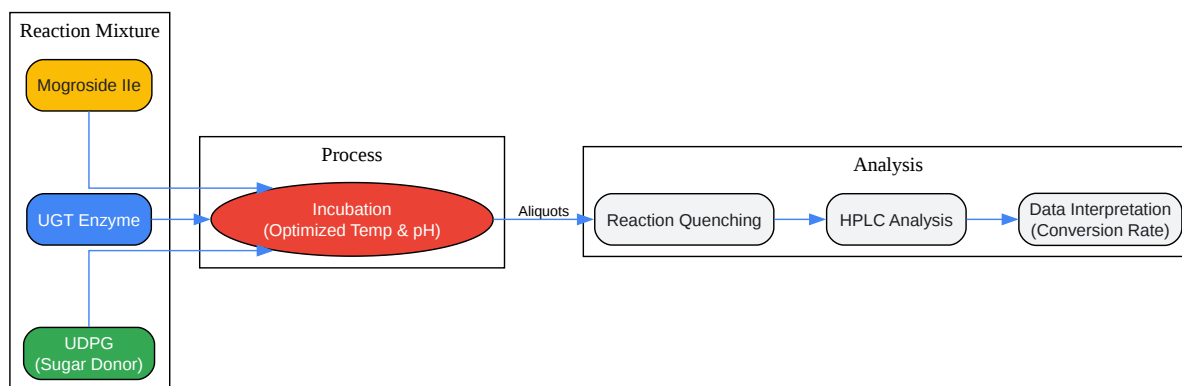 Reaction Mixture
Mogroside IIe
UGT Enzyme
UDPG
(Sugar Donor)
Process
Incubation
(Optimized Temp & pH)
Aliquots
Analysis
Reaction Quenching
HPLC Analysis
Data Interpretation
(Conversion Rate)